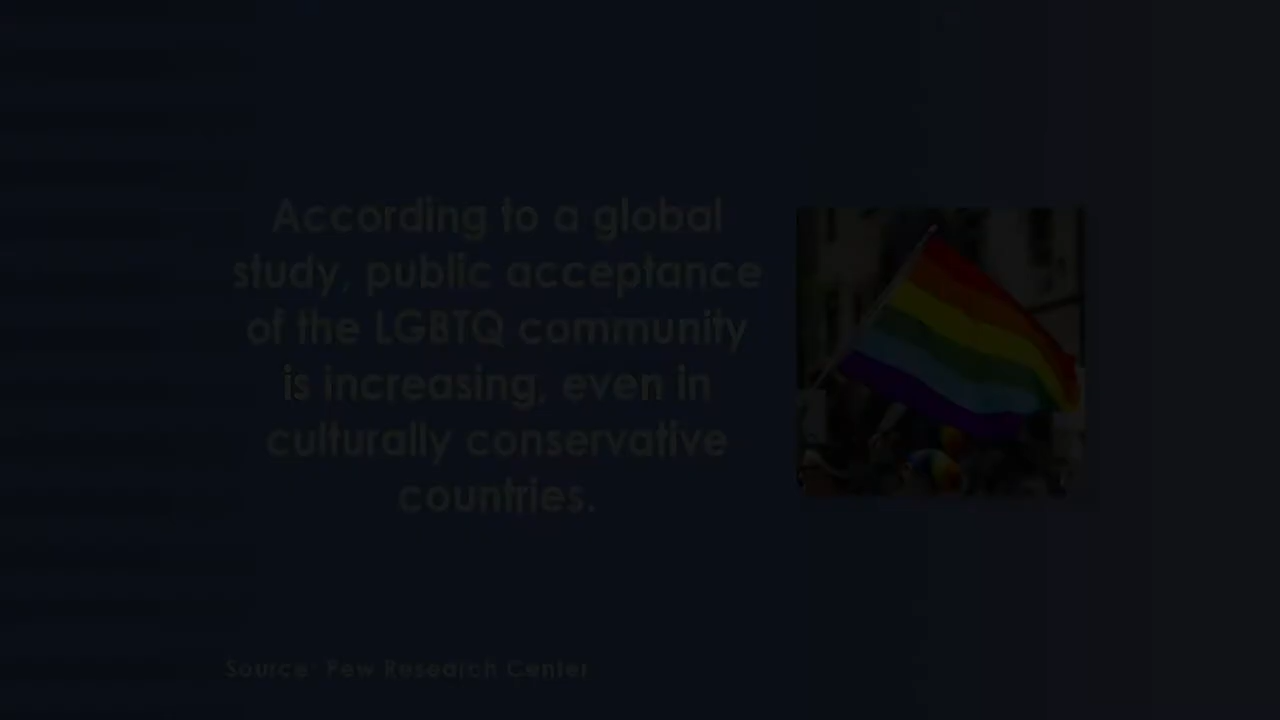 According to a global
study, public acceptance
of the LGBTQ community
is increasing, even in
culturally conservative
countries.
Source: Pew Research Center